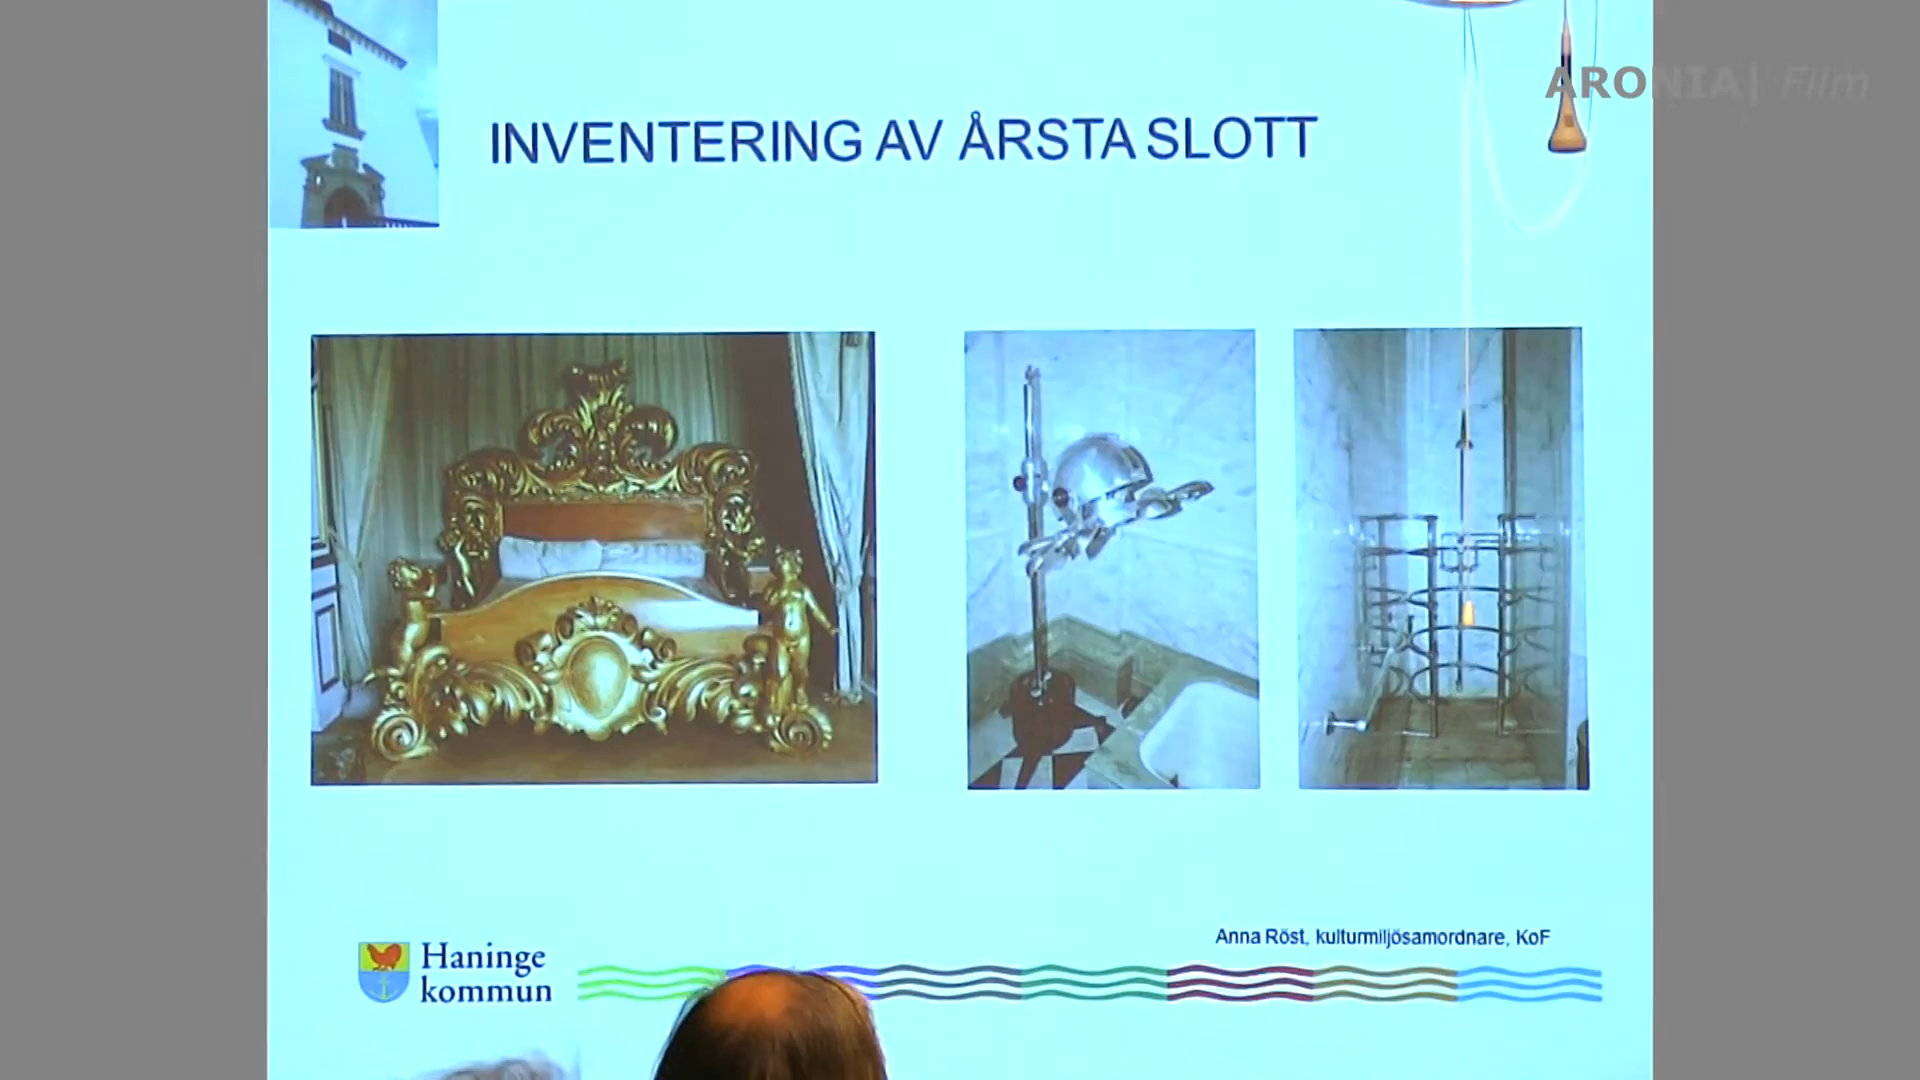 ARONIA| Film
INVENTERING AV ÅRSTA SLOTT
Anna Röst, kulturmiljösamordnare, KoF
Haninge
kommun